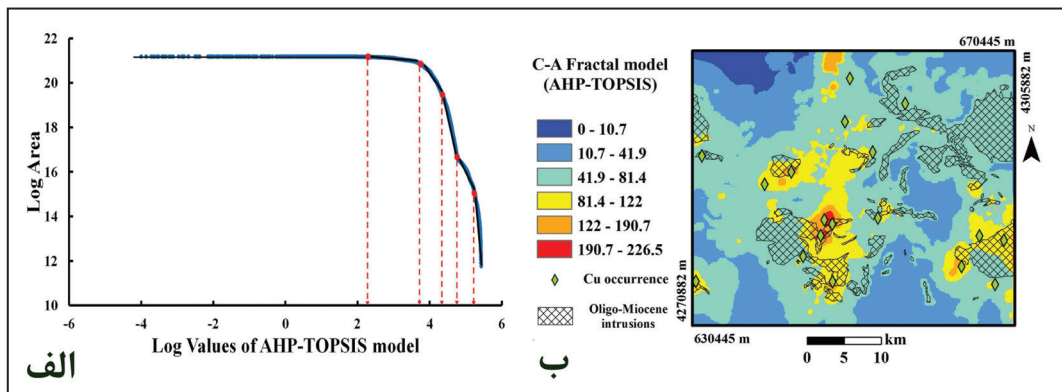 22
20
18
16
14
12
10
Log Area
-6
-4
-2
0
2
4
6
Log Values of AHP-TOPSIS model
الف
C-A Fractal model
(AHP-TOPSIS)
0 - 10.7
10.7 - 41.9
41.9 - 81.4
81.4 - 122
122 - 190.7
190.7 - 226.5
Cu occurrence
Oligo-Miocene
intrusions
ب
670445 m
4305882 m
N
4270882 m
630445 m
km
0 5 10